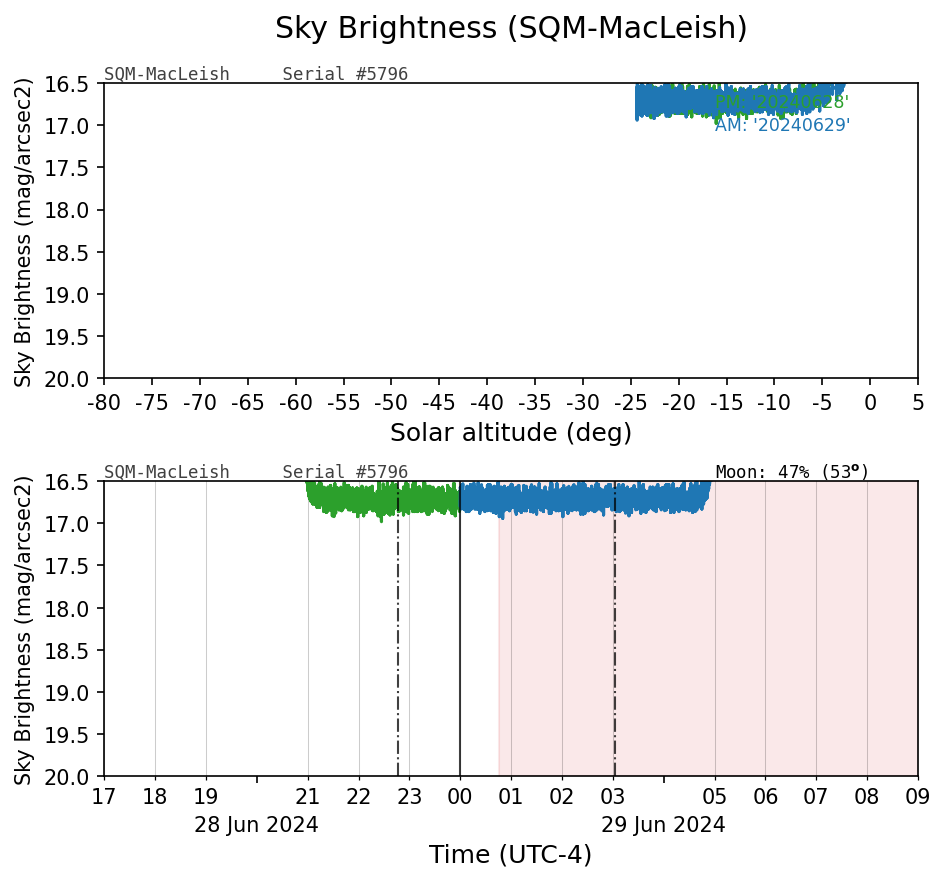 Sky Brightness (SQM-MacLeish)
SQM-MacLeish Serial #5796
16.5
17.0
17.5
18.0
18.5
19.0
19.5
20.0
Sky Brightness (mag/arcsec2)
PM: '20240628'
AM: '20240629'
-80 -75 -70 -65 -60 -55 -50 -45 -40 -35 -30 -25 -20 -15 -10 -5 0 5
Solar altitude (deg)
SQM-MacLeish Serial #5796 Moon: 47% (53°)
16.5
17.0
17.5
18.0
18.5
19.0
19.5
20.0
Sky Brightness (mag/arcsec2)
17 18 19 21 22 23 00 01 02 03 05 06 07 08 09
28 Jun 2024 29 Jun 2024
Time (UTC-4)